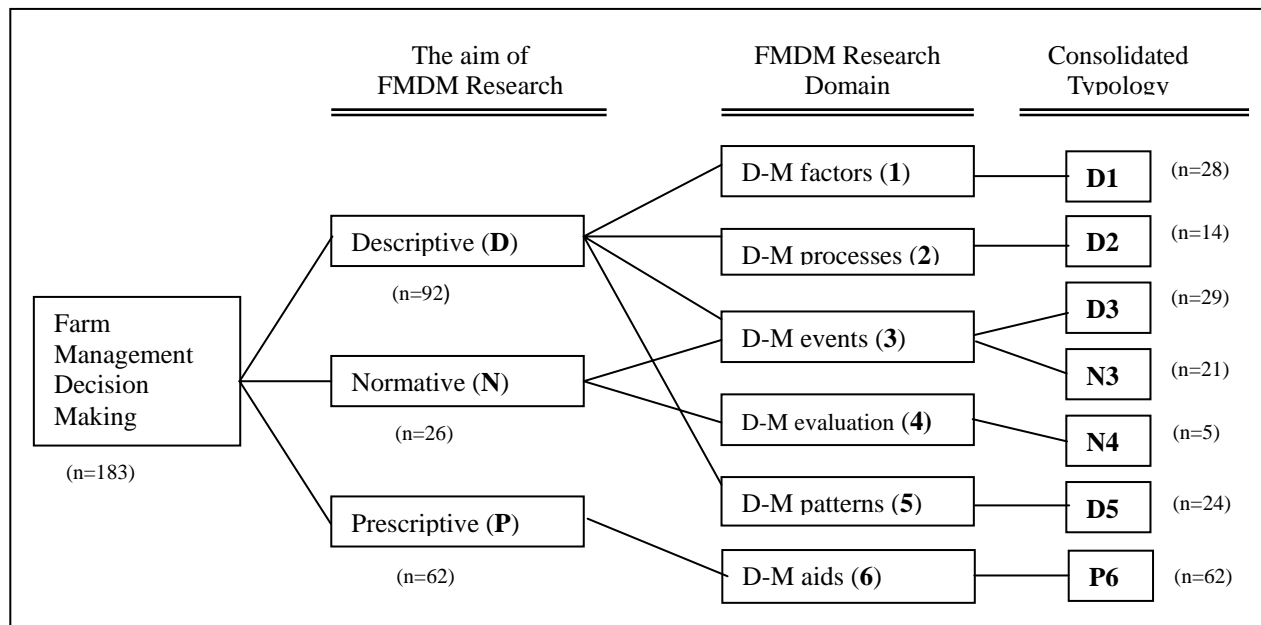 The aim of
FMDM Research
FMDM Research
Domain
Consolidated
Typology
Farm
Management
Decision
Making
(n=183)
Descriptive (D)
(n=92)
Normative (N)
(n=26)
Prescriptive (P)
(n=62)
D-M factors (1)
D-M processes (2)
D-M events (3)
D-M evaluation (4)
D-M patterns (5)
D-M aids (6)
D1 (n=28)
D2 (n=14)
D3 (n=29)
N3 (n=21)
N4 (n=5)
D5 (n=24)
P6 (n=62)